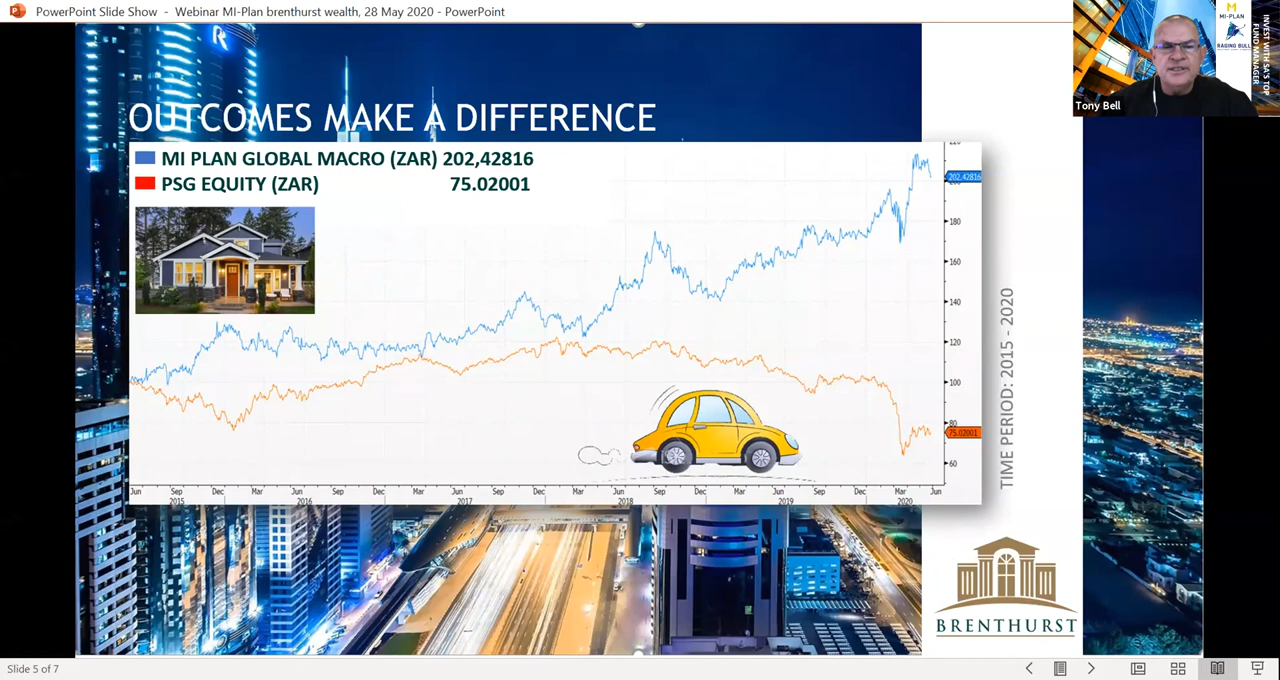 PowerPoint Slide Show - Webinar MI-Plan brenthurst wealth, 28 May 2020 - PowerPoint
M
MI-PLAN
RAGING BULL
INVEST WITH SA'S TOP
FUND MANAGER
Tony Bell
R
OUTCOMES MAKE A DIFFERENCE
MI PLAN GLOBAL MACRO (ZAR) 202,42816
PSG EQUITY (ZAR) 75.02001
220
202.42816
180
160
140
120
100
80
75.02001
60
Jun Sep Dec Mar Jun Sep Dec Mar Jun Sep Dec Mar Jun Sep Dec Mar Jun Sep Dec Mar Jun
2015 2016 2017 2018 2019 2020
TIME PERIOD: 2015 - 2020
BRENTHURST
Slide 5 of 7